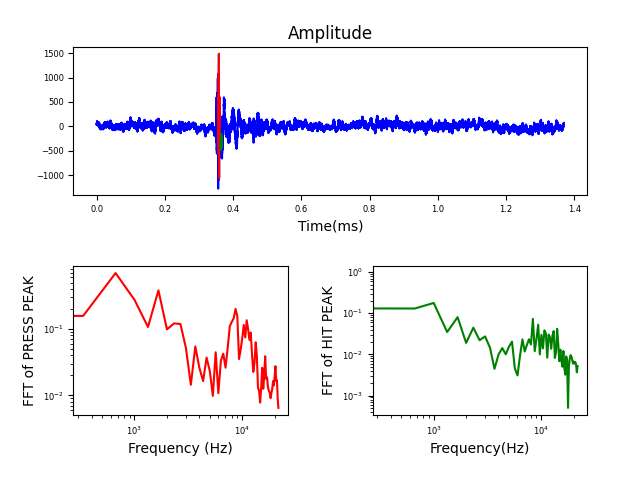 Amplitude
1500
1000
500
0
−500
−1000
0.0 0.2 0.4 0.6 0.8 1.0 1.2 1.4
Time(ms)
FFT of PRESS PEAK
10⁻¹
10⁻²
10³ 10⁴
Frequency (Hz)
FFT of HIT PEAK
10⁰
10⁻¹
10⁻²
10⁻³
10³ 10⁴
Frequency(Hz)